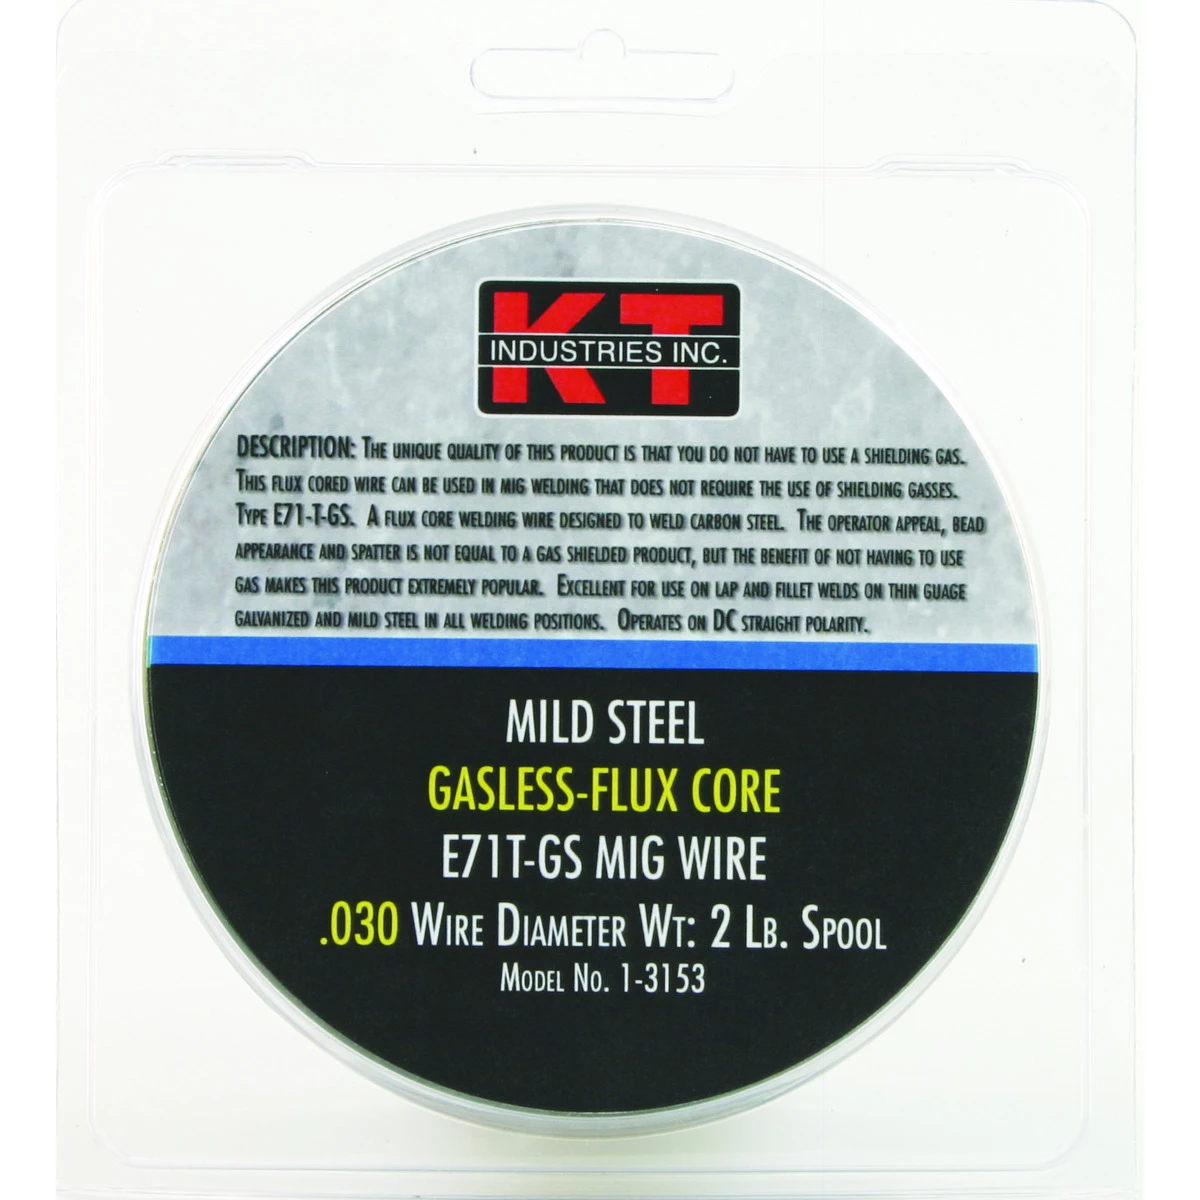 KT
INDUSTRIES INC.
DESCRIPTION: THE UNIQUE QUALITY OF THIS PRODUCT IS THAT YOU DO NOT HAVE TO USE A SHIELDING GAS.
THIS FLUX CORED WIRE CAN BE USED IN MIG WELDING THAT DOES NOT REQUIRE THE USE OF SHIELDING GASSES.
TYPE E71-T-GS. A FLUX CORE WELDING WIRE DESIGNED TO WELD CARBON STEEL. THE OPERATOR APPEAL, BEAD
APPEARANCE AND SPATTER IS NOT EQUAL TO A GAS SHIELDED PRODUCT, BUT THE BENEFIT OF NOT HAVING TO USE
GAS MAKES THIS PRODUCT EXTREMELY POPULAR. EXCELLENT FOR USE ON LAP AND FILLET WELDS ON THIN GUAGE
GALVANIZED AND MILD STEEL IN ALL WELDING POSITIONS. OPERATES ON DC STRAIGHT POLARITY.
MILD STEEL
GASLESS-FLUX CORE
E71T-GS MIG WIRE
.030 WIRE DIAMETER WT: 2 LB. SPOOL
MODEL NO. 1-3153